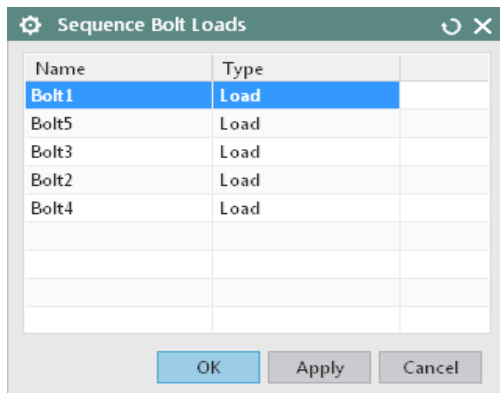 Sequence Bolt Loads
Name Type
Bolt1 Load
Bolt5 Load
Bolt3 Load
Bolt2 Load
Bolt4 Load
OK Apply Cancel